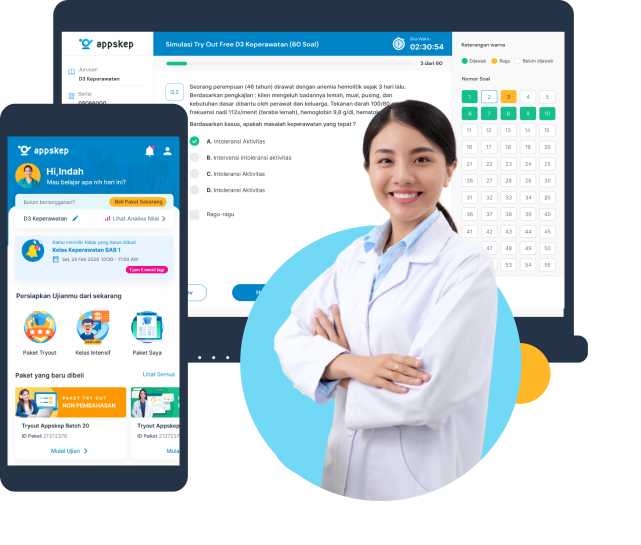 appskep
Simulasi Try Out Free D3 Keperawatan (60 Soal)
Sisa Waktu
02:30:54
3 dari 60
Jurusan
D3 Keperawatan
Serial
Q.2
Seorang perempuan (46 tahun) dirawat dengan anemia hemolitik sejak 3 hari lalu.
Berdasarkan pengkajian : klien mengeluh badannya lemah, mual, pusing, dan
kebutuhan dasar dibantu oleh perawat dan keluarga. Tekanan darah 100/80
frekuensi nadi 112x/menit (teraba lemah), hemoglobin 9,8 g/d,
Berdasarkan kasus, apakah masalah keperawatan yang tepat ?
A. Intoleransi Aktivitas
B. Intervensi intoleransi aktivitas
C. Intoleransi Aktivitas
D. Intoleransi Aktivitas
Ragu-ragu
Keterangan warna
Dijawab Ragu Belum dijawab
Nomor Soal
1 2 3 4 5
6 7 8 9 10
11 12 13 14 15
16 17 18 19 20
21 22 23 24 25
26 27 28 29 30
31 32 33 34
36 37 38 39 40
41 42 43 44 45
47 48 49 50
53 54 55
appskep
Hi,Indah
Mau belajar apa nih hari ini?
Belum berlangganan?
Beli Paket Sekarang
D3 Keperawatan
Lihat Analisa Nilai
Kamu memiliki Kelas yang harus diikuti
Kelas Keperawatan BAB 1
Sel, 24 Feb 2020 10:00 - 11:00 AM
1 jam 5 menit lagi
Persiapkan Ujianmu dari sekarang
Paket Tryout
Kelas Intensif
Paket Saya
Paket yang baru dibeli
Lihat Semua
PAKET TRY OUT
NON PEMBAHASAN
Tryout Appskep Batch 20
ID Paket 21372378
Mulai Ujian
Tryout Appskep
ID Paket